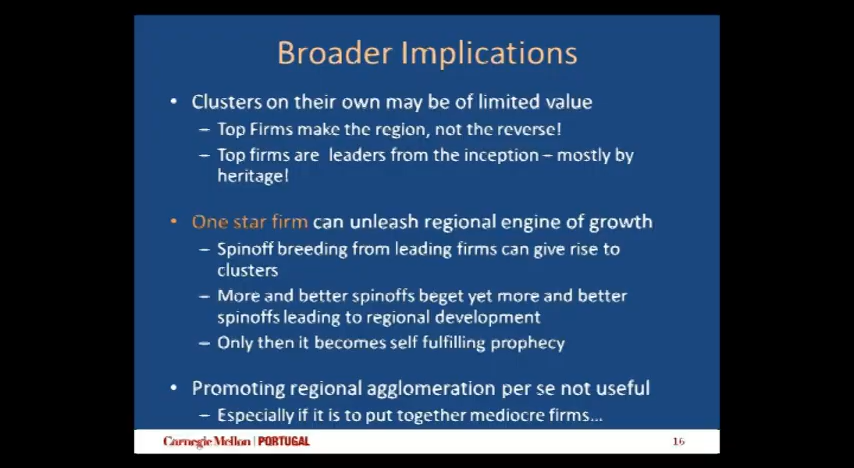 Broader Implications
• Clusters on their own may be of limited value
– Top Firms make the region, not the reverse!
– Top firms are leaders from the inception – mostly by
heritage!
• One star firm can unleash regional engine of growth
– Spinoff breeding from leading firms can give rise to
clusters
– More and better spinoffs beget yet more and better
spinoffs leading to regional development
– Only then it becomes self fulfilling prophecy
• Promoting regional agglomeration per se not useful
– Especially if it is to put together mediocre firms...
Carnegie Mellon | PORTUGAL
16